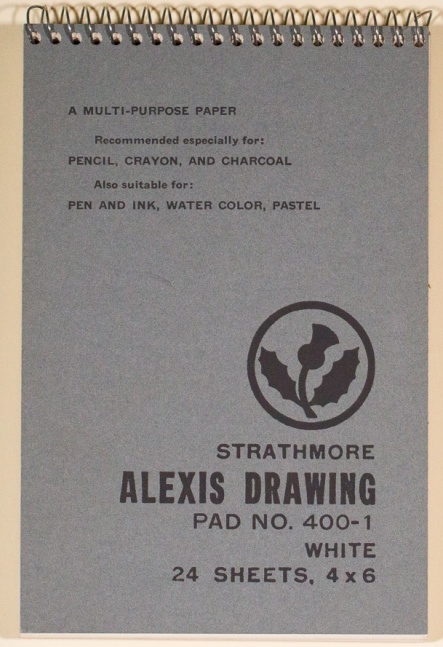 A MULTI-PURPOSE PAPER
Recommended especially for:
PENCIL, CRAYON, AND CHARCOAL
Also suitable for:
PEN AND INK, WATER COLOR, PASTEL
STRATHMORE
ALEXIS DRAWING
PAD NO. 400-1
WHITE
24 SHEETS, 4 x 6